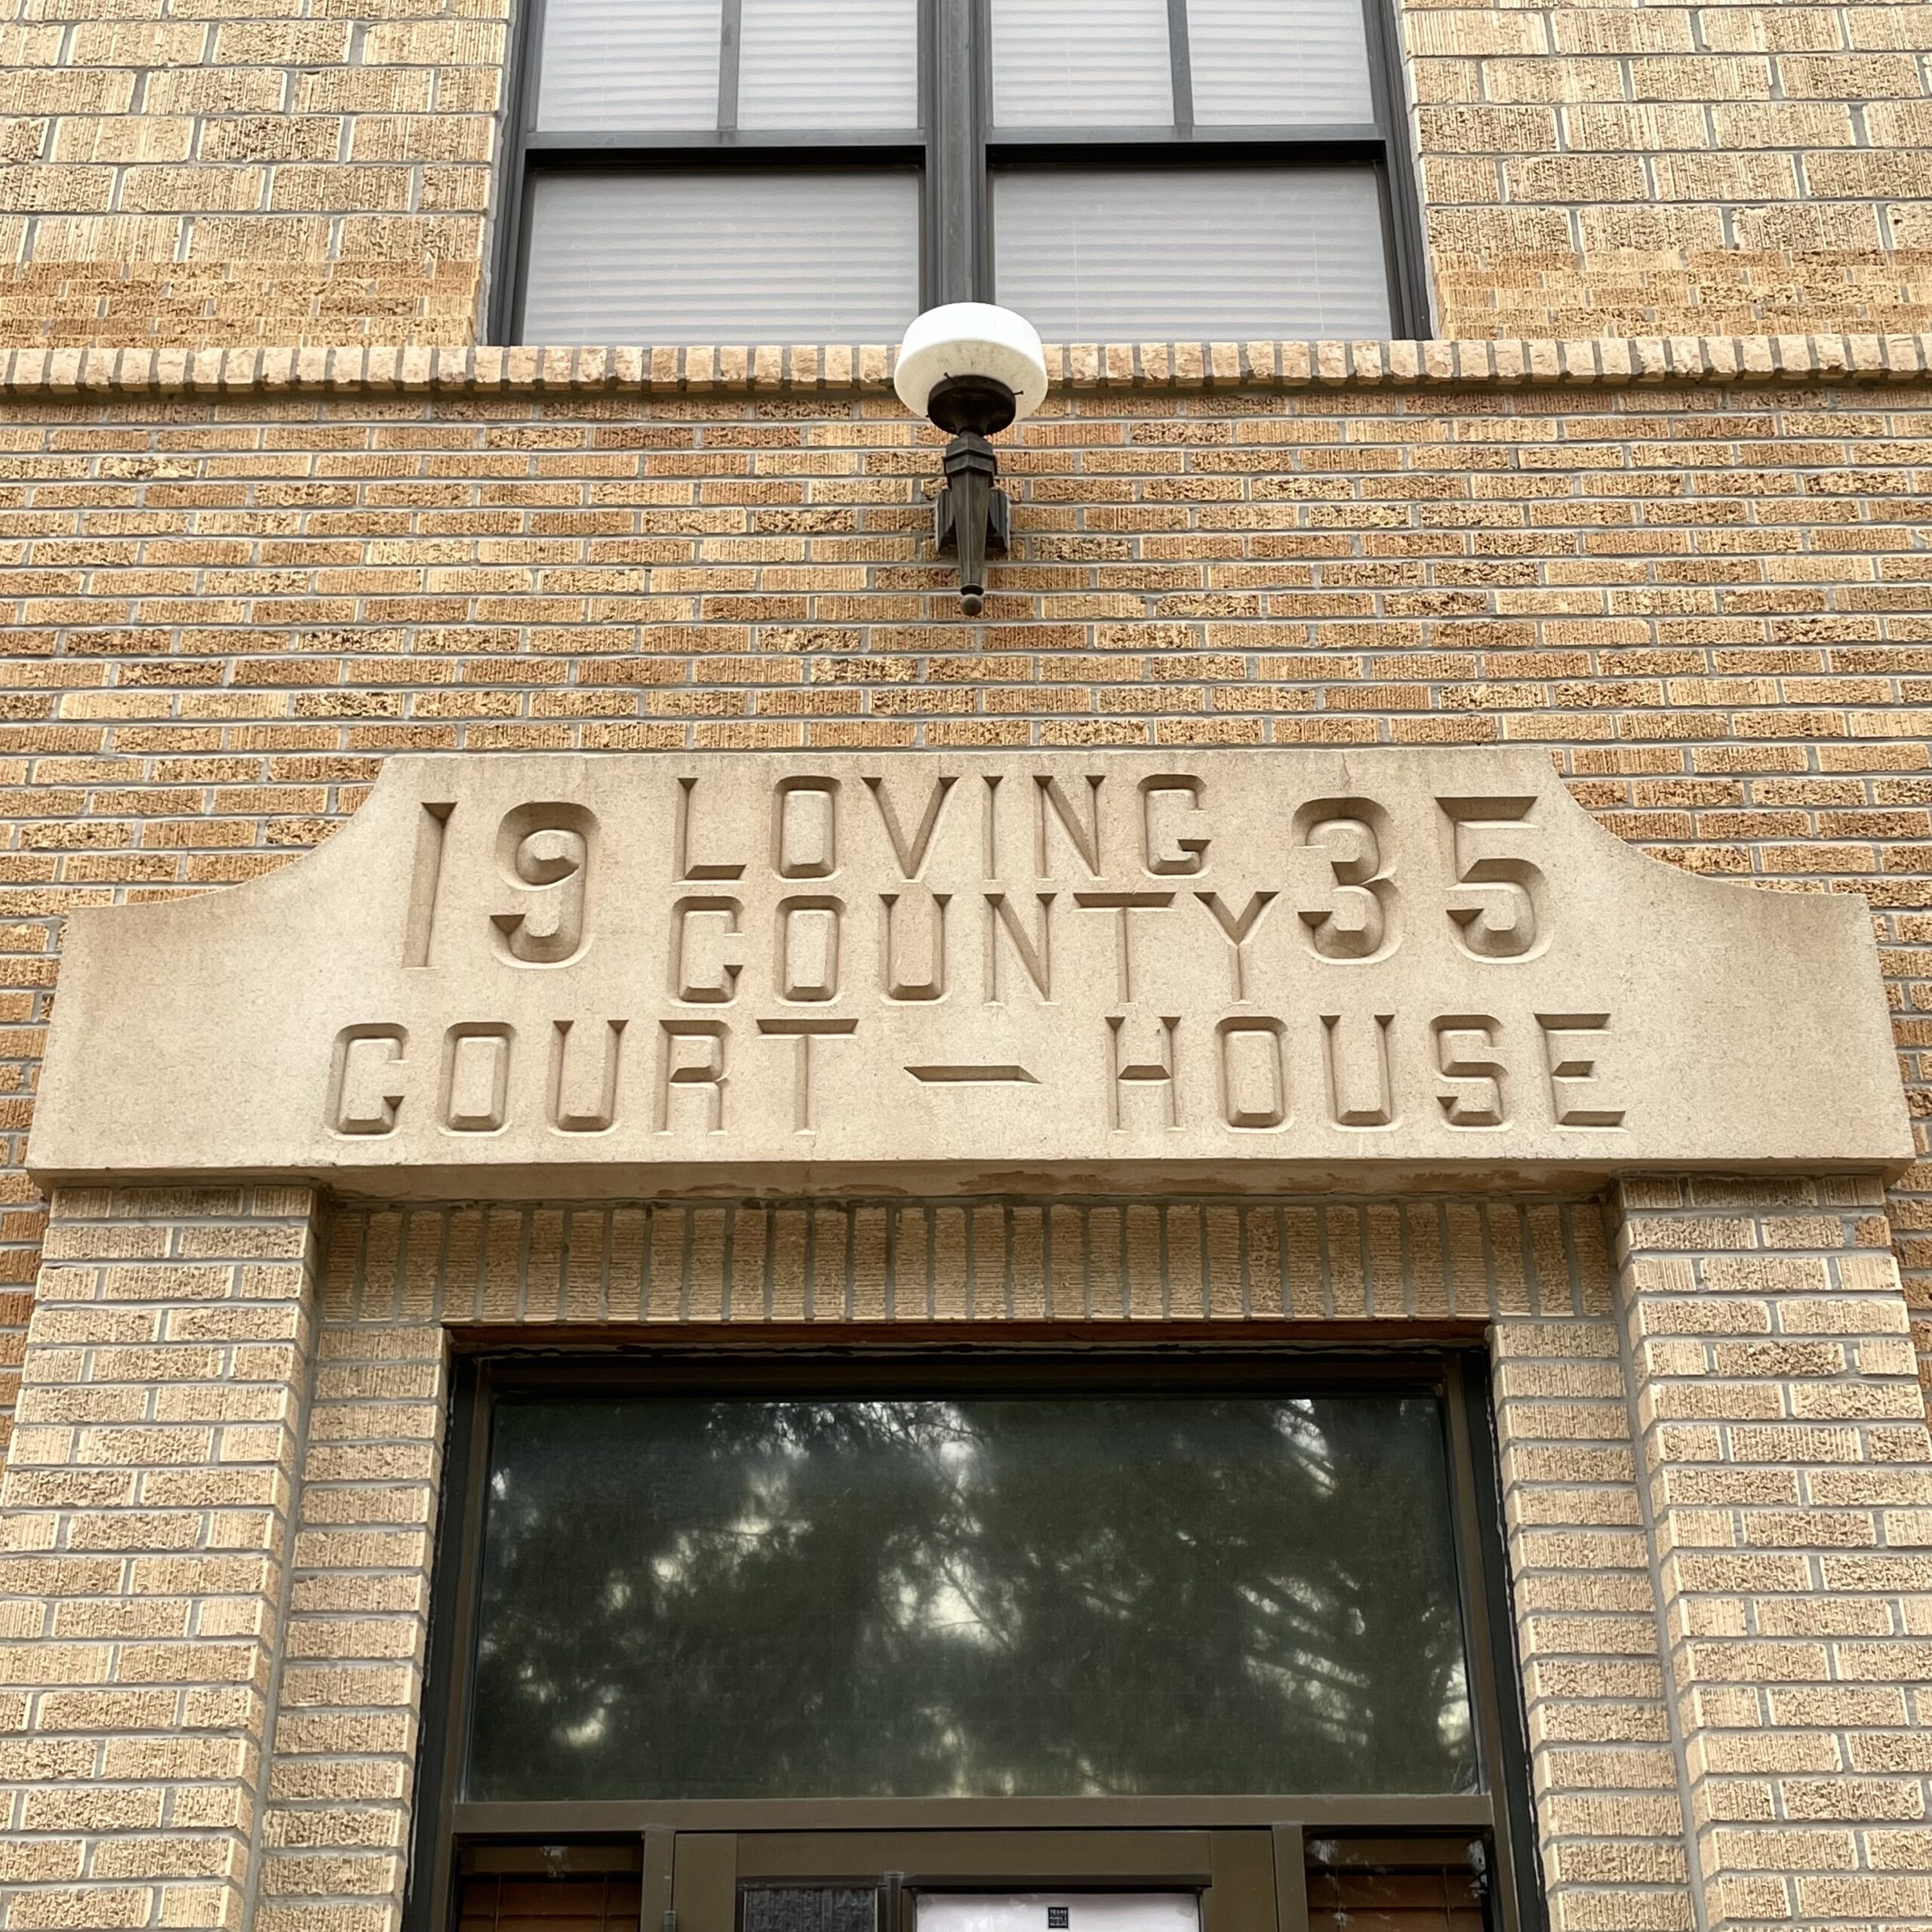 19 LOVING 35
COUNTY
COURT — HOUSE